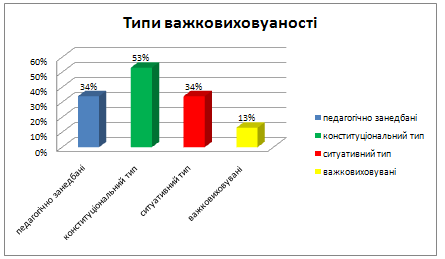 Типи важковиховуаності
60%
50%
40%
30%
20%
10%
0%
34%
53%
34%
13%
педагогічно занедбані
конституціональний тип
ситуативний тип
важковиховувані
педагогічно занедбані
конституціональний тип
ситуативний тип
важковиховувані